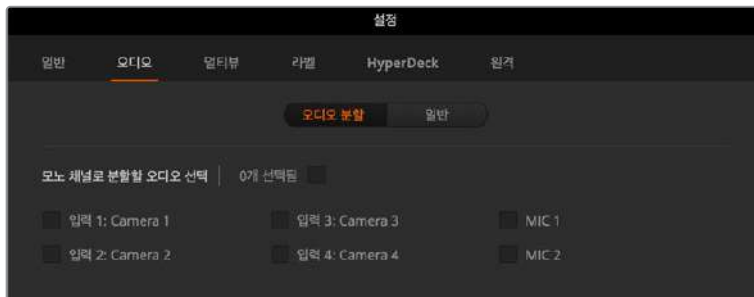 설정
일반 오디오 멀티뷰 라벨 HyperDeck 원격
오디오 분할 일반
모노 채널로 분할할 오디오 선택 0개 선택됨
입력 1: Camera 1 입력 3: Camera 3 MIC 1
입력 2: Camera 2 입력 4: Camera 4 MIC 2